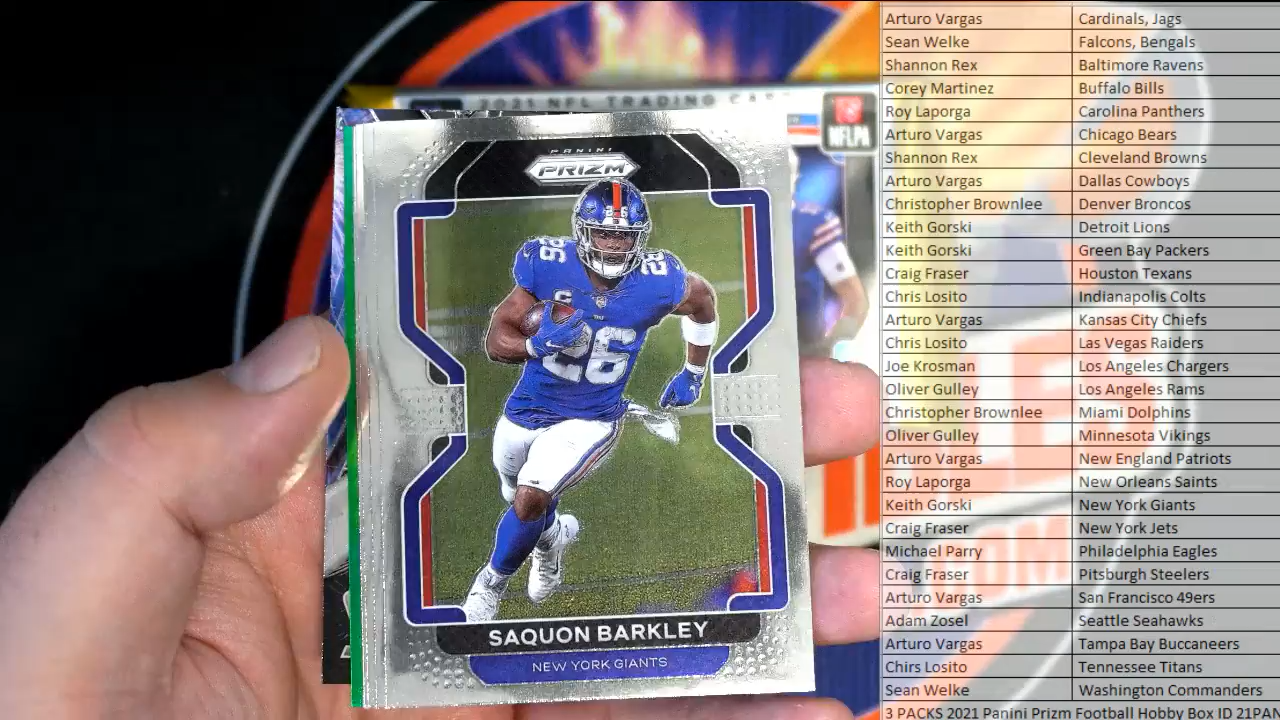 2021 NFL TRADING CAR
NFLPA
PANINI
PRIZM
26
26
26
C
SAQUON BARKLEY
NEW YORK GIANTS
Arturo Vargas Cardinals, Jags
Sean Welke Falcons, Bengals
Shannon Rex Baltimore Ravens
Corey Martinez Buffalo Bills
Roy Laporga Carolina Panthers
Arturo Vargas Chicago Bears
Shannon Rex Cleveland Browns
Arturo Vargas Dallas Cowboys
Christopher Brownlee Denver Broncos
Keith Gorski Detroit Lions
Keith Gorski Green Bay Packers
Craig Fraser Houston Texans
Chris Losito Indianapolis Colts
Arturo Vargas Kansas City Chiefs
Chris Losito Las Vegas Raiders
Joe Krosman Los Angeles Chargers
Oliver Gulley Los Angeles Rams
Christopher Brownlee Miami Dolphins
Oliver Gulley Minnesota Vikings
Arturo Vargas New England Patriots
Roy Laporga New Orleans Saints
Keith Gorski New York Giants
Craig Fraser New York Jets
Michael Parry Philadelphia Eagles
Craig Fraser Pitsburgh Steelers
Arturo Vargas San Francisco 49ers
Adam Zosel Seattle Seahawks
Arturo Vargas Tampa Bay Buccaneers
Chirs Losito Tennessee Titans
Sean Welke Washington Commanders
3 PACKS 2021 Panini Prizm Football Hobby Box ID 21PAN